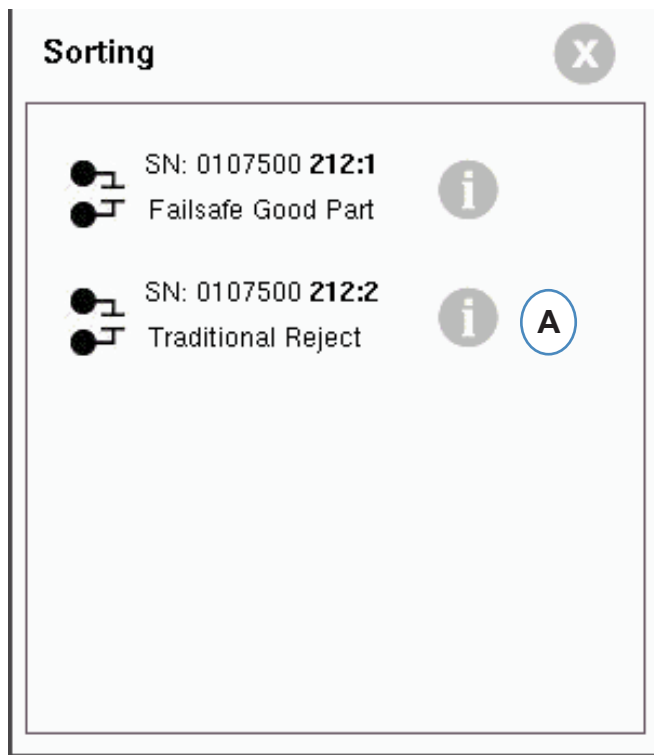 Sorting
X
SN: 0107500 212:1
i
Failsafe Good Part
SN: 0107500 212:2
i
A
Traditional Reject